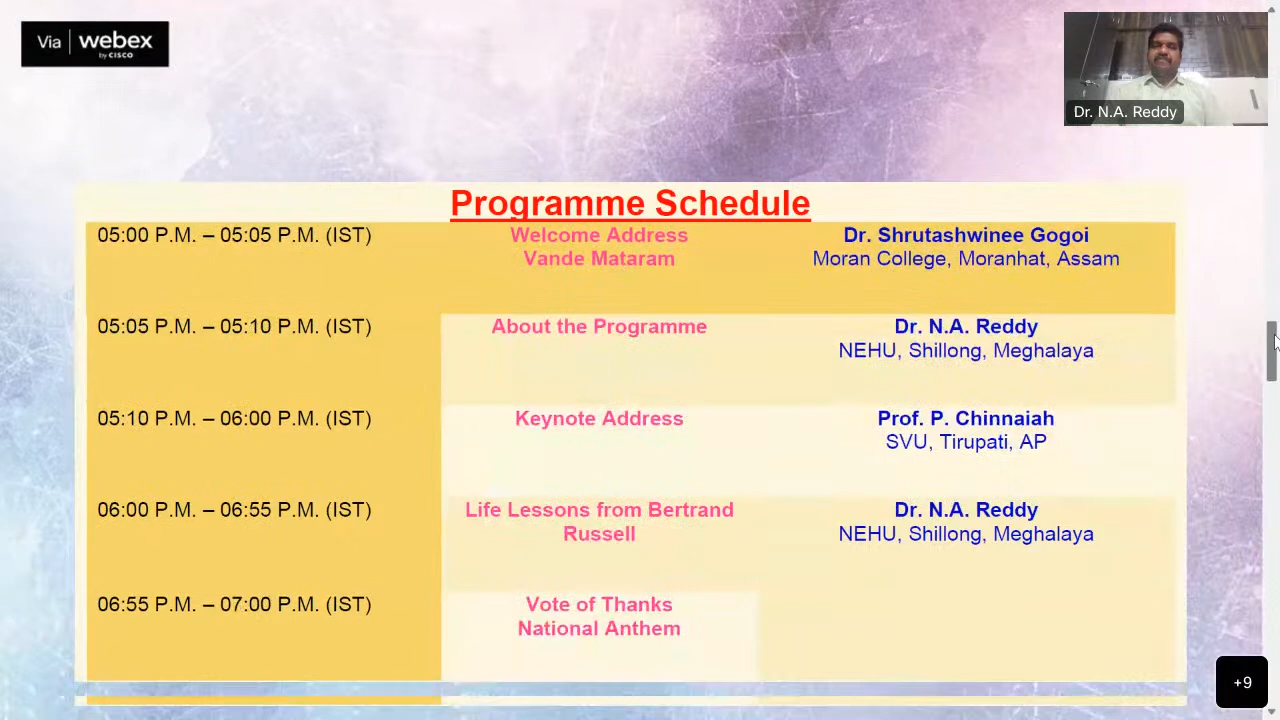 Via | webex
by CISCO
Dr. N.A. Reddy
Programme Schedule
05:00 P.M. – 05:05 P.M. (IST) Welcome Address Dr. Shrutashwinee Gogoi
Vande Mataram Moran College, Moranhat, Assam
05:05 P.M. – 05:10 P.M. (IST) About the Programme Dr. N.A. Reddy
NEHU, Shillong, Meghalaya
05:10 P.M. – 06:00 P.M. (IST) Keynote Address Prof. P. Chinnaiah
SVU, Tirupati, AP
06:00 P.M. – 06:55 P.M. (IST) Life Lessons from Bertrand Dr. N.A. Reddy
Russell NEHU, Shillong, Meghalaya
06:55 P.M. – 07:00 P.M. (IST) Vote of Thanks
National Anthem
+9